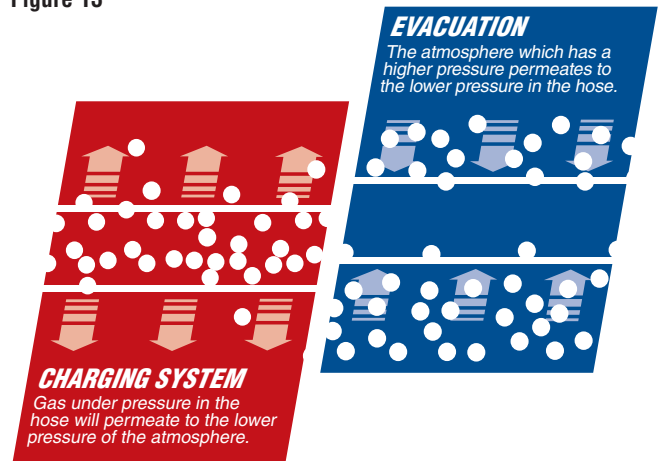 Figure 13
EVACUATION
The atmosphere which has a
higher pressure permeates to
the lower pressure in the hose.
CHARGING SYSTEM
Gas under pressure in the
hose will permeate to the lower
pressure of the atmosphere.